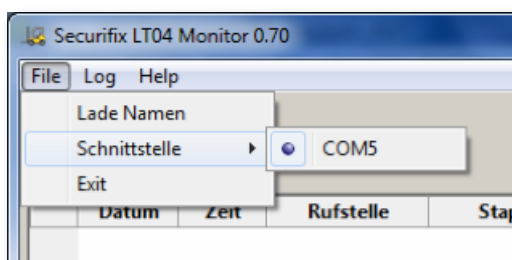 Securifix LT04 Monitor 0.70
File Log Help
Lade Namen
Schnittstelle
COM5
Exit
Datum Zeit Rufstelle